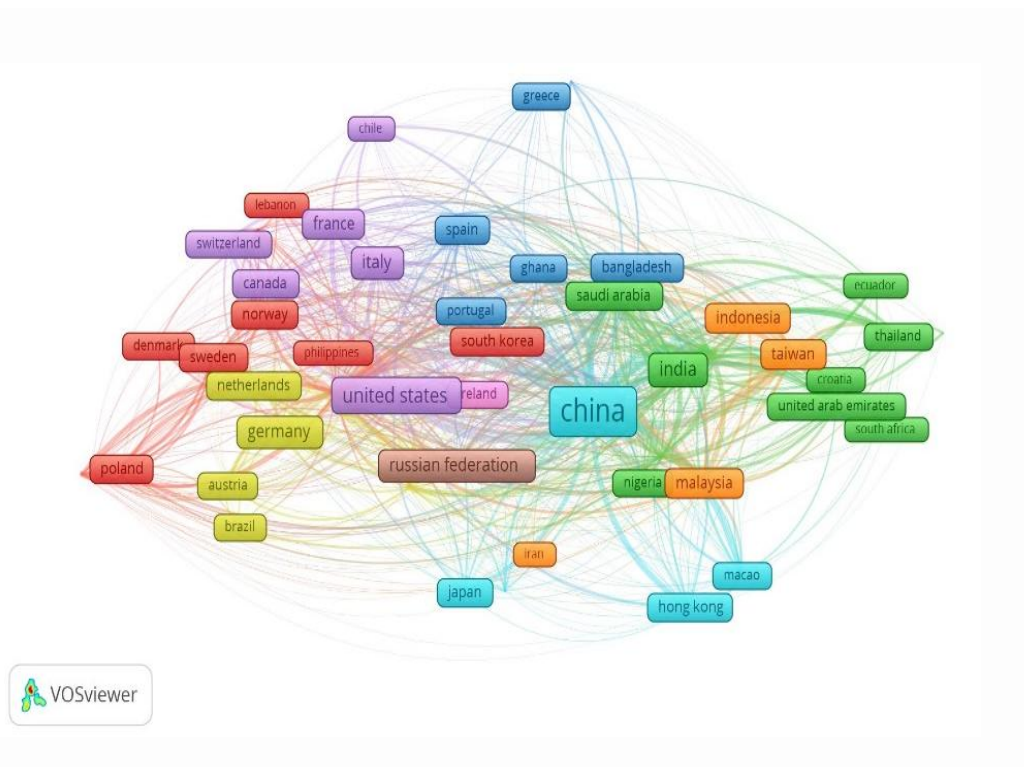 greece
chile
lebanon
france
spain
switzerland
italy
ghana
bangladesh
canada
saudi arabia
ecuador
norway
portugal
indonesia
thailand
denmark
south korea
sweden
philippines
taiwan
india
croatia
netherlands
united states
reland
china
united arab emirates
germany
south africa
russian federation
poland
austria
nigeria
malaysia
brazil
iran
macao
japan
hong kong
VOSviewer